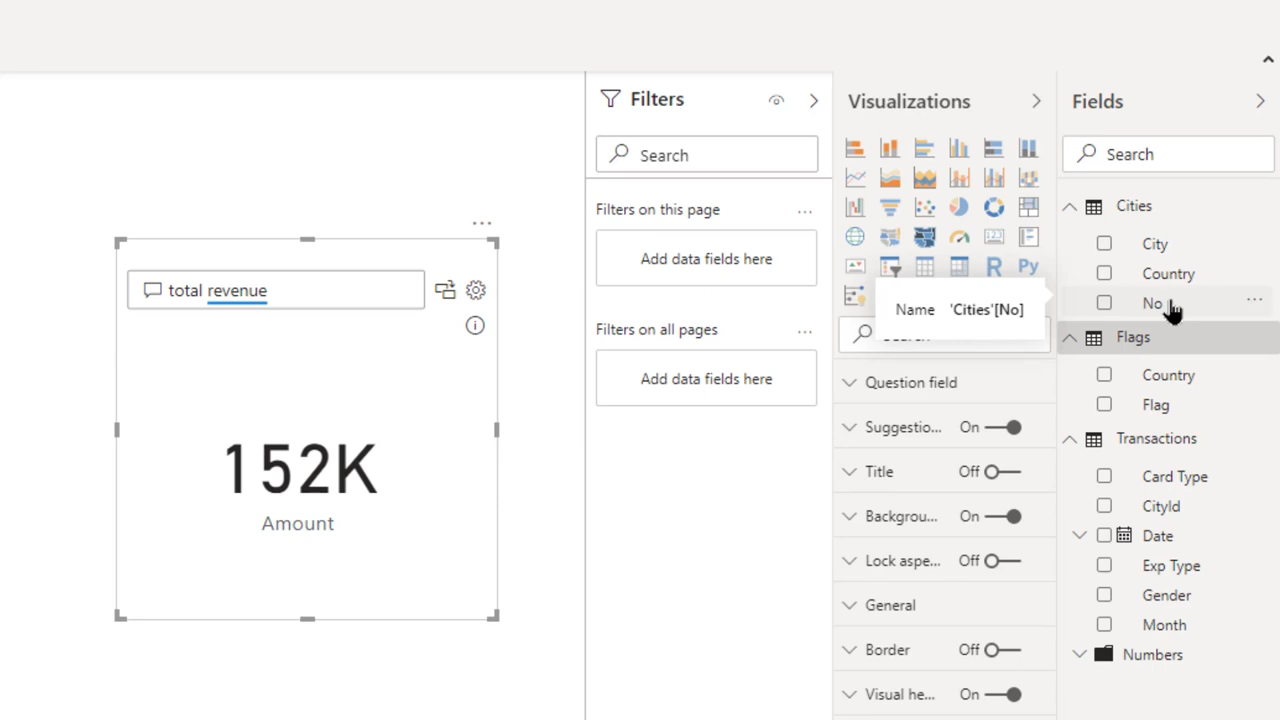 Filters
Search
Filters on this page
...
Add data fields here
Filters on all pages
...
Add data fields here
...
total revenue
152K
Amount
Visualizations
R
Py
Name 'Cities'[No]
Question field
Suggestio... On
Title Off
Backgrou... On
Lock aspe... Off
General
Border Off
Visual he... On
Fields
Search
Cities
City
Country
No ...
Flags
Country
Flag
Transactions
Card Type
CityId
Date
Exp Type
Gender
Month
Numbers